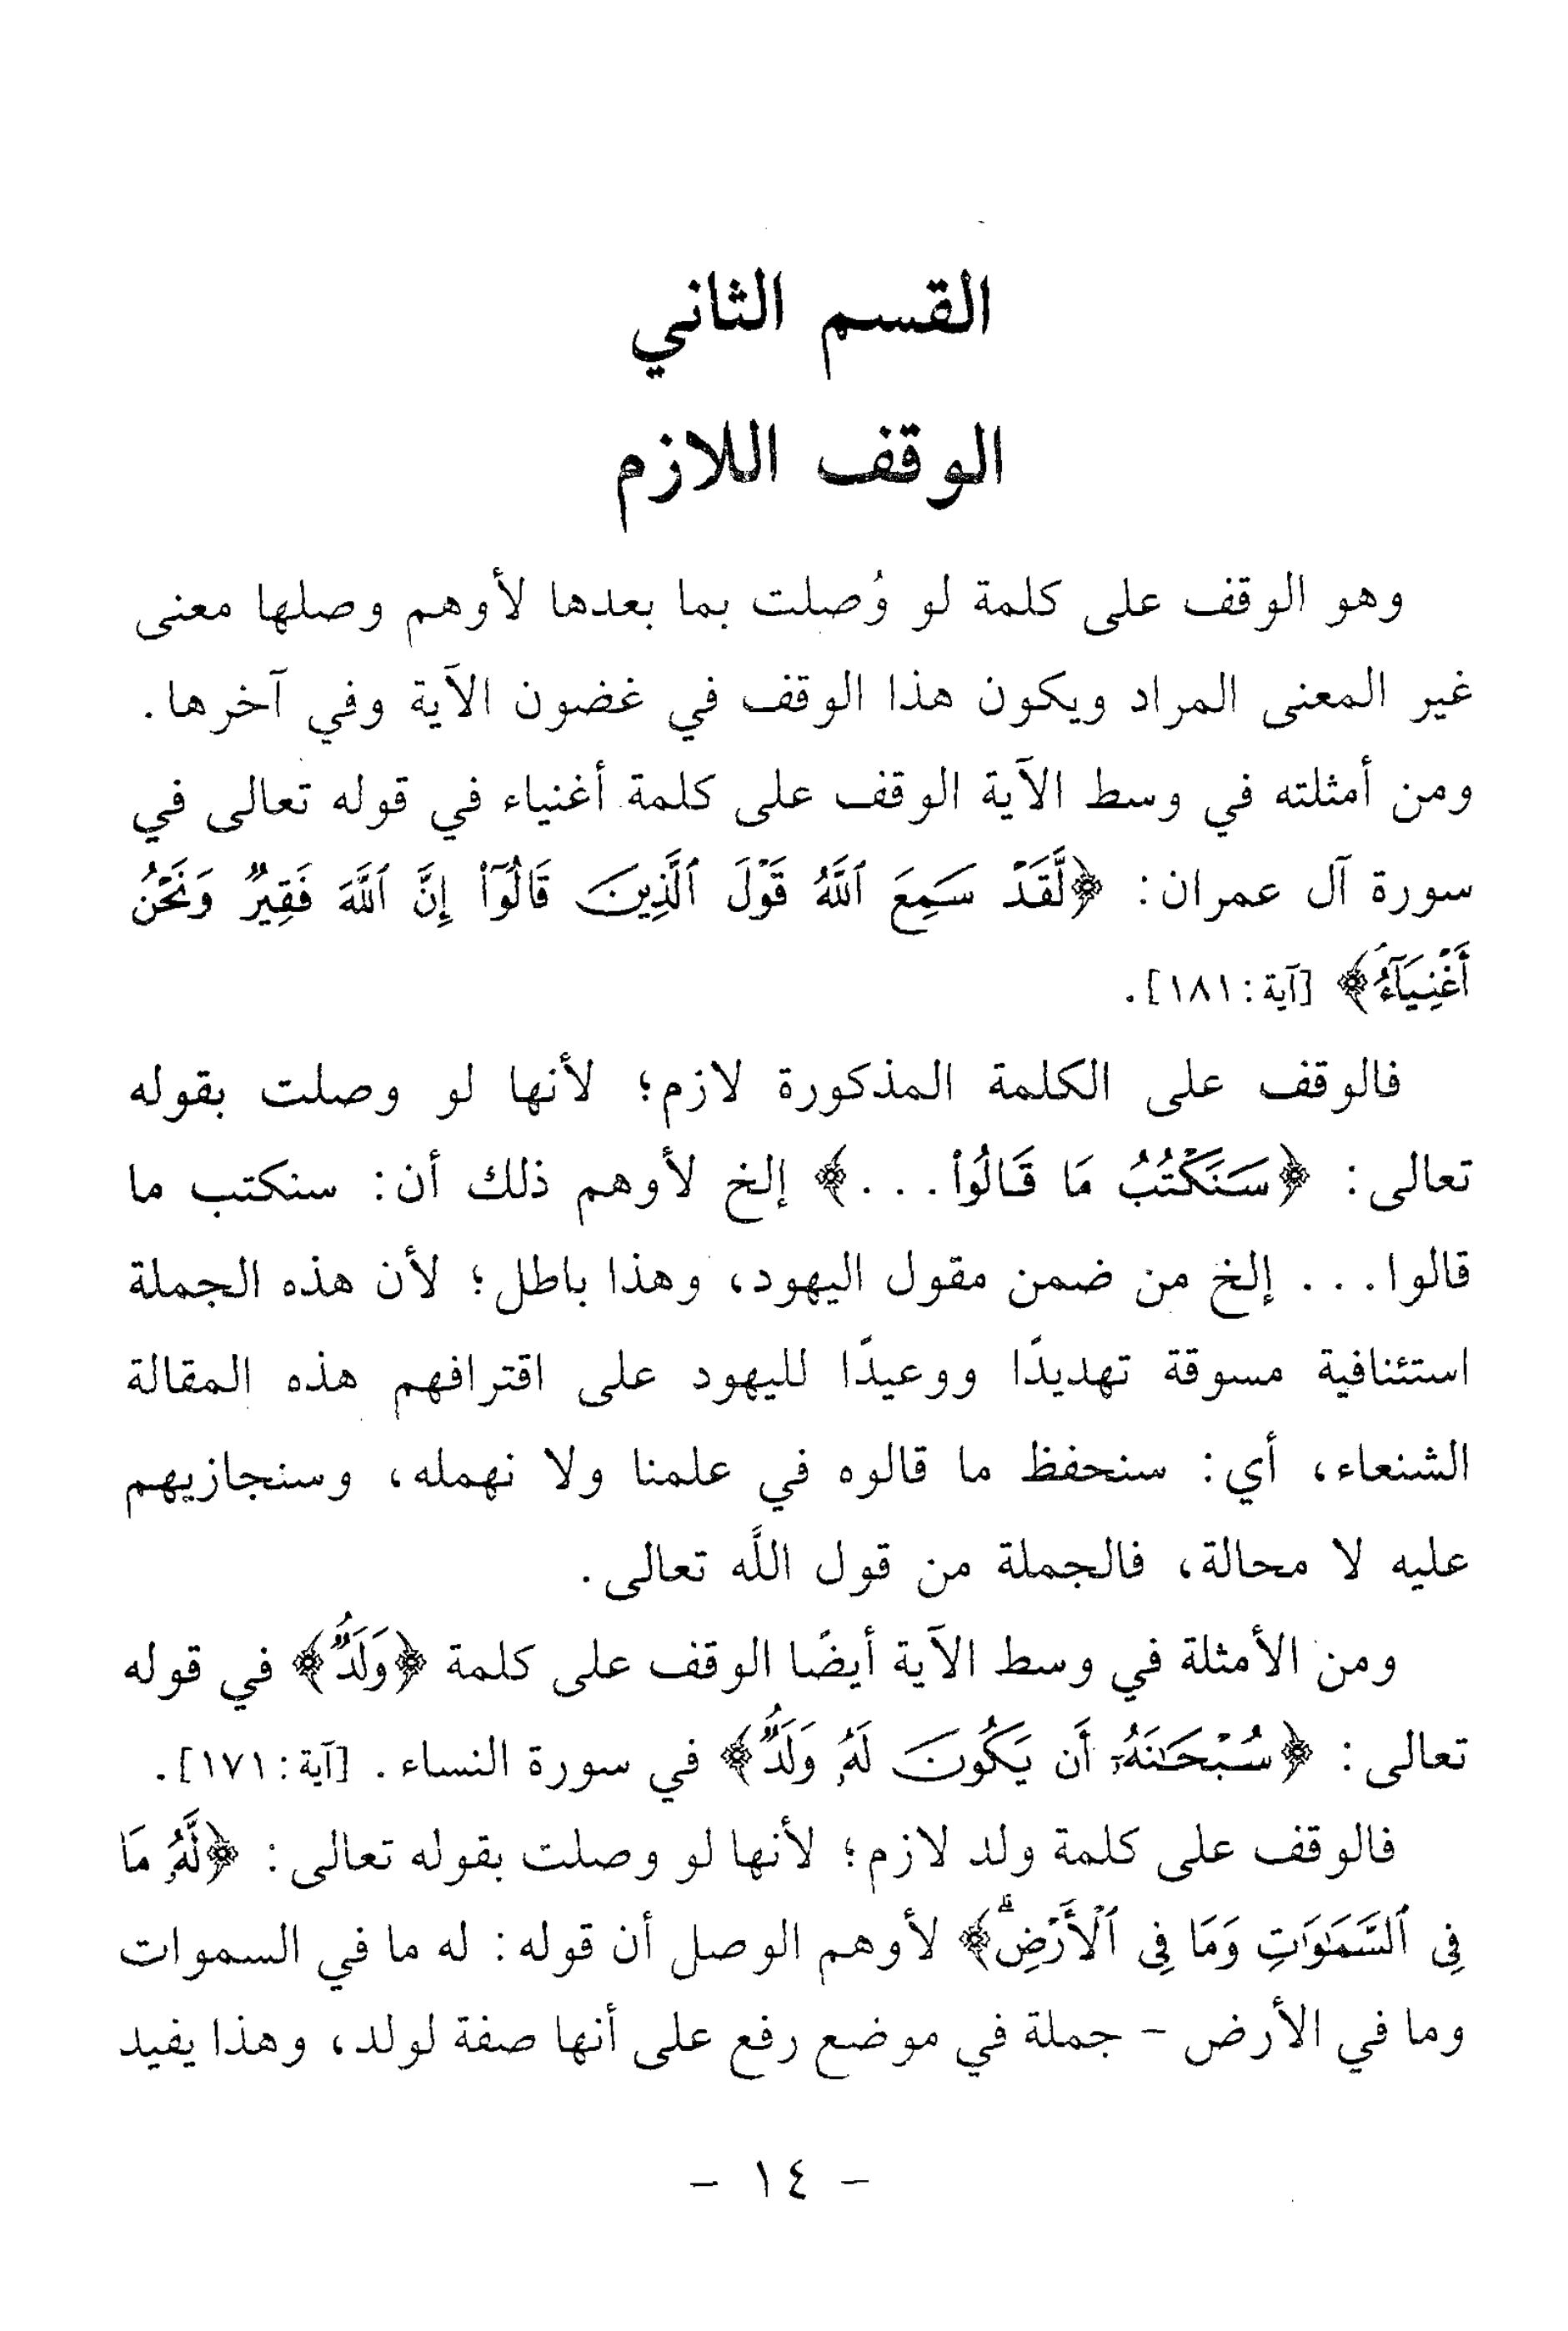 القسم الثاني
الوقف اللازم
وهو الوقف على كلمة لو وُصلت بما بعدها لأوهم وصلها معنى
غير المعنى المراد ويكون هذا الوقف في غضون الآية وفي آخرها.
ومن أمثلته في وسط الآية الوقف على كلمة أغنياء في قوله تعالى في
سورة آل عمران: ﴿لَّقَدْ سَمِعَ ٱللَّهُ قَوْلَ ٱلَّذِينَ قَالُوٓا۟ إِنَّ ٱللَّهَ فَقِيرٌ وَنَحْنُ
أَغْنِيَآءُۘ﴾ [آية: ١٨١].
فالوقف على الكلمة المذكورة لازم؛ لأنها لو وصلت بقوله
تعالى: ﴿سَنَكْتُبُ مَا قَالُوا۟...﴾ إلخ لأوهم ذلك أن: سنكتب ما
قالوا... إلخ من ضمن مقول اليهود، وهذا باطل؛ لأن هذه الجملة
استئنافية مسوقة تهديدًا ووعيدًا لليهود على اقترافهم هذه المقالة
الشنعاء، أي: سنحفظ ما قالوه في علمنا ولا نهمله، وسنجازيهم
عليه لا محالة، فالجملة من قول اللَّه تعالى.
ومن الأمثلة في وسط الآية أيضًا الوقف على كلمة ﴿وَلَدٌۘ﴾ في قوله
تعالى: ﴿سُبْحَـٰنَهُۥٓ أَن يَكُونَ لَهُۥ وَلَدٌۘ﴾ في سورة النساء. [آية: ١٧١].
فالوقف على كلمة ولد لازم؛ لأنها لو وصلت بقوله تعالى: ﴿لَّهُۥ مَا
فِى ٱلسَّمَـٰوَٰتِ وَمَا فِى ٱلْأَرْضِۗ﴾ لأوهم الوصل أن قوله: له ما في السموات
وما في الأرض - جملة في موضع رفع على أنها صفة لولد، وهذا يفيد
- ١٤ -